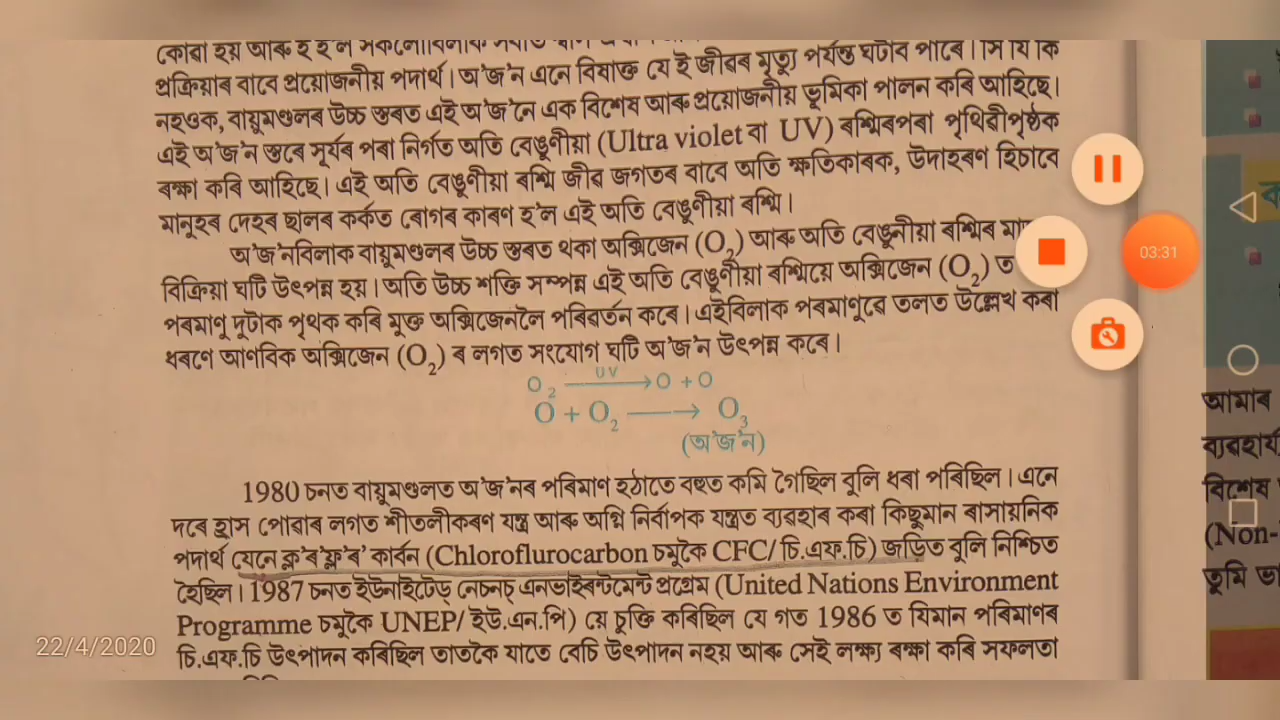 কোৱা হয় আৰু ই হ'ল
প্ৰক্ৰিয়াৰ বাবে প্ৰয়োজনীয় পদাৰ্থ। অ'জ'ন এনে বিষাক্ত যে ই জীৱৰ মৃত্যু পৰ্যন্ত ঘটাব পাৰে। সি যি কি
নহওক, বায়ুমণ্ডলৰ উচ্চ স্তৰত এই অ'জ'নে এক বিশেষ আৰু প্ৰয়োজনীয় ভূমিকা পালন কৰি আহিছে।
এই অ'জ'ন স্তৰে সূৰ্যৰ পৰা নিৰ্গত অতি বেঙুণীয়া (Ultra violet বা UV) ৰশ্মিৰপৰা পৃথিৱীপৃষ্ঠক
ৰক্ষা কৰি আহিছে। এই অতি বেঙুণীয়া ৰশ্মি জীৱ জগতৰ বাবে অতি ক্ষতিকাৰক, উদাহৰণ হিচাবে
মানুহৰ দেহৰ ছালৰ কৰ্কত ৰোগৰ কাৰণ হ'ল এই অতি বেঙুণীয়া ৰশ্মি।
অ'জ'নবিলাক বায়ুমণ্ডলৰ উচ্চ স্তৰত থকা অক্সিজেন (O₂) আৰু অতি বেঙুনীয়া ৰশ্মিৰ
বিক্ৰিয়া ঘটি উৎপন্ন হয়। অতি উচ্চ শক্তি সম্পন্ন এই অতি বেঙুণীয়া ৰশ্মিয়ে অক্সিজেন (O₂) ত
পৰমাণু দুটাক পৃথক কৰি মুক্ত অক্সিজেনলৈ পৰিৱৰ্তন কৰে। এইবিলাক পৰমাণুৱে তলত উল্লেখ কৰা
ধৰণে আণবিক অক্সিজেন (O₂) ৰ লগত সংযোগ ঘটি অ'জ'ন উৎপন্ন কৰে।
UV
O₂ ⟶ O + O
O + O₂ ⟶ O₃
(অ'জ'ন)
1980 চনত বায়ুমণ্ডলত অ'জ'নৰ পৰিমাণ হঠাতে বহুত কমি গৈছিল বুলি ধৰা পৰিছিল। এনে
দৰে হ্ৰাস পোৱাৰ লগত শীতলীকৰণ যন্ত্ৰ আৰু অগ্নি নিৰ্বাপক যন্ত্ৰত ব্যৱহাৰ কৰা কিছুমান ৰাসায়নিক
পদাৰ্থ যেনে ক্ল'ৰ'ফ্ল'ৰ' কাৰ্বন (Chloroflurocarbon চমুকৈ CFC/ চি.এফ.চি) জড়িত বুলি নিশ্চিত
হৈছিল। 1987 চনত ইউনাইটেড্ নেচনচ্ এনভাইৰন্টমেন্ট প্ৰগ্ৰেম (United Nations Environment
Programme চমুকৈ UNEP/ ইউ.এন.পি) য়ে চুক্তি কৰিছিল যে গত 1986 ত যিমান পৰিমাণৰ
চি.এফ.চি উৎপাদন কৰিছিল তাতকৈ যাতে বেচি উৎপাদন নহয় আৰু সেই লক্ষ্য ৰক্ষা কৰি সফলতা
03:31
আমাৰ
ব্যৱহাৰ্য
বিশেষ
(Non-
তুমি ভা
22/4/2020